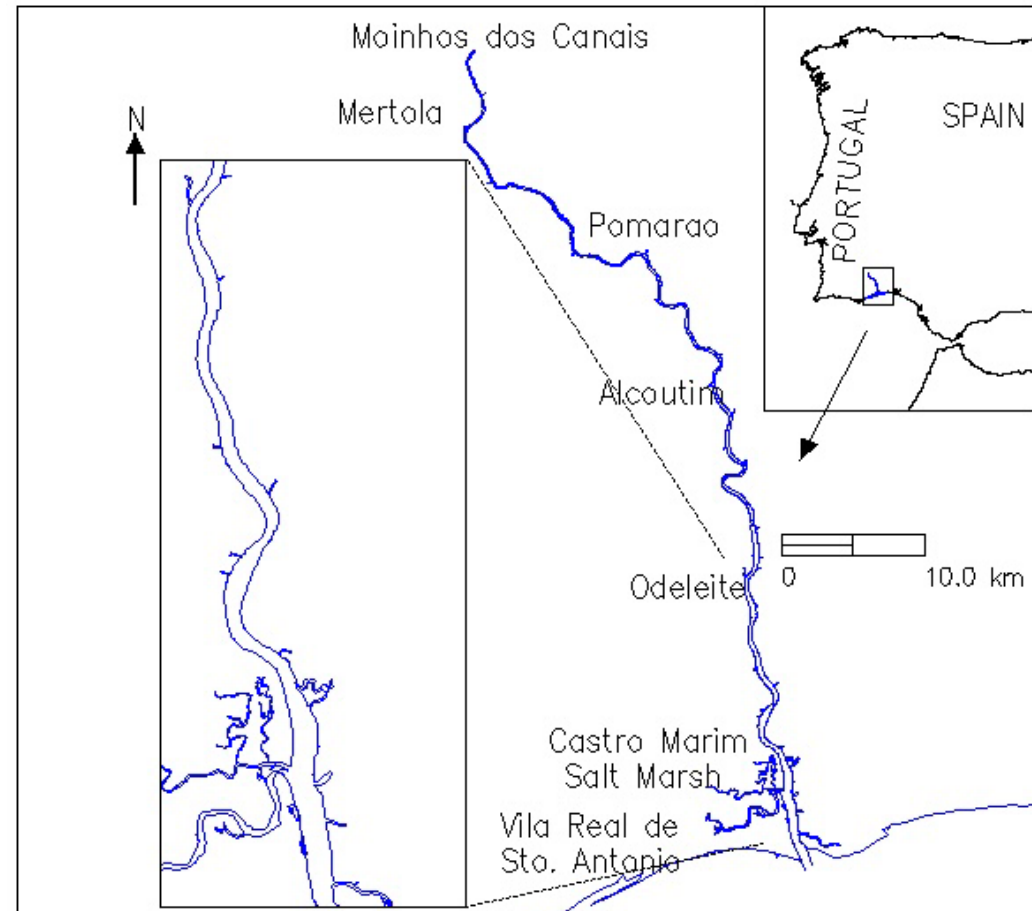 Moinhos dos Canais
Mertola
N
SPAIN
PORTUGAL
Pomarao
Alcoutim
Odeleite
0 10.0 km
Castro Marim
Salt Marsh
Vila Real de
Sto. Antonio